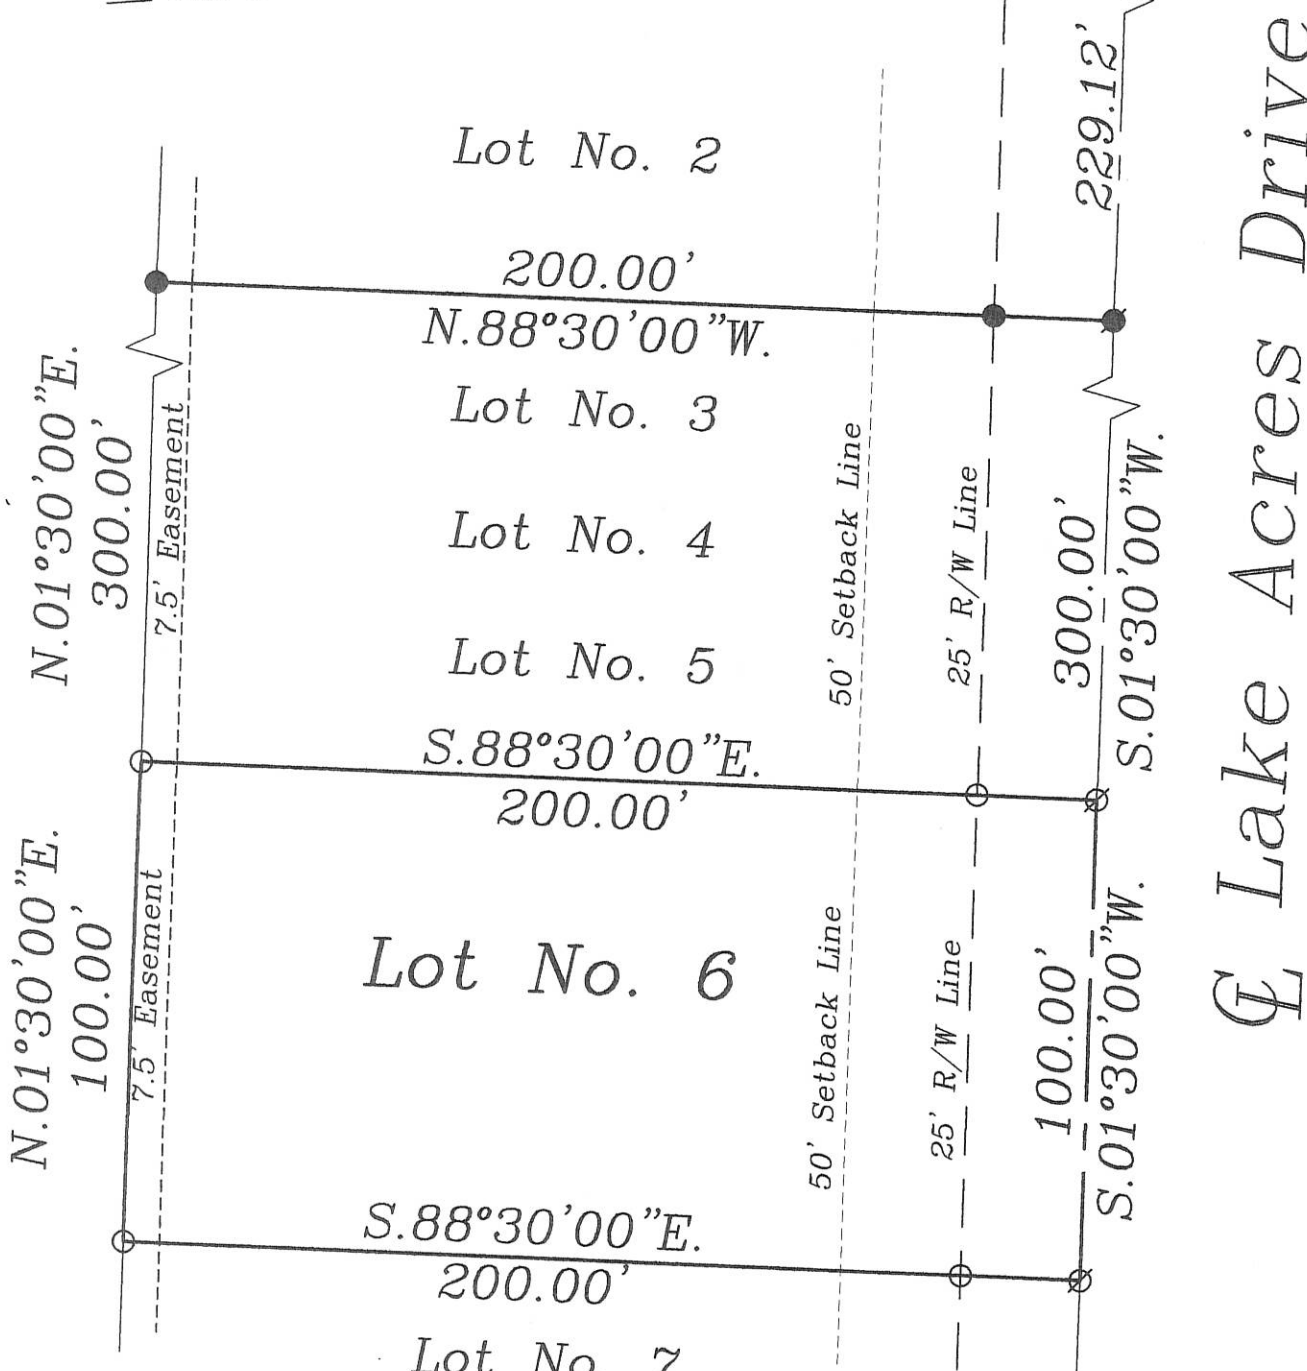 229.12'
Lot No. 2
200.00'
N.88°30'00"W.
Lot No. 3
N.01°30'00"E.
300.00'
7.5' Easement
Lot No. 4
50' Setback Line
25' R/W Line
300.00'
S.01°30'00"W.
Lot No. 5
S.88°30'00"E.
200.00'
N.01°30'00"E.
100.00'
7.5' Easement
Lot No. 6
50' Setback Line
25' R/W Line
100.00'
S.01°30'00"W.
S.88°30'00"E.
200.00'
Lot No. 7
℄ Lake Acres Drive